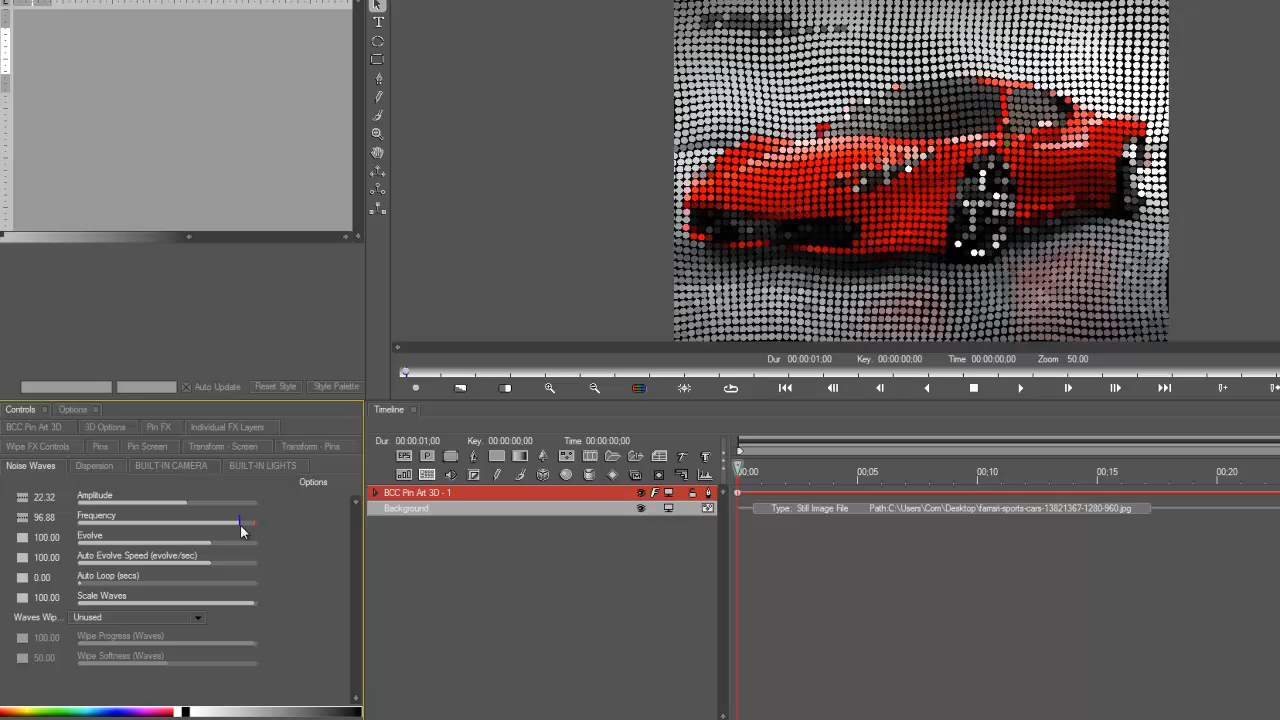 T
Dur 00:00:01;00 Key. 00:00:00;00 Time 00:00:00;00 Zoom 50.00
Auto Update Reset Style Style Palette
Controls Options
BCC Pin Art 3D 3D Options Pin FX Individual FX Layers
Wipe FX Controls Pins Pin Screen Transform - Screen Transform - Pins
Noise Waves Dispersion BUILT-IN CAMERA BUILT-IN LIGHTS
Options
22.32 Amplitude
96.88 Frequency
100.00 Evolve
100.00 Auto Evolve Speed (evolve/sec)
0.00 Auto Loop (secs)
100.00 Scale Waves
Waves Wip... Unused
100.00 Wipe Progress (Waves)
50.00 Wipe Softness (Waves)
Timeline
Dur 00:00:01;00 Key. 00:00:00;00 Time 00:00:00;00
00;00 00;05 00;10 00;15 00;20
BCC Pin Art 3D - 1
Background
Type: Still Image File Path:C:\Users\Com\Desktop\farrari-sports-cars-13821367-1280-960.jpg